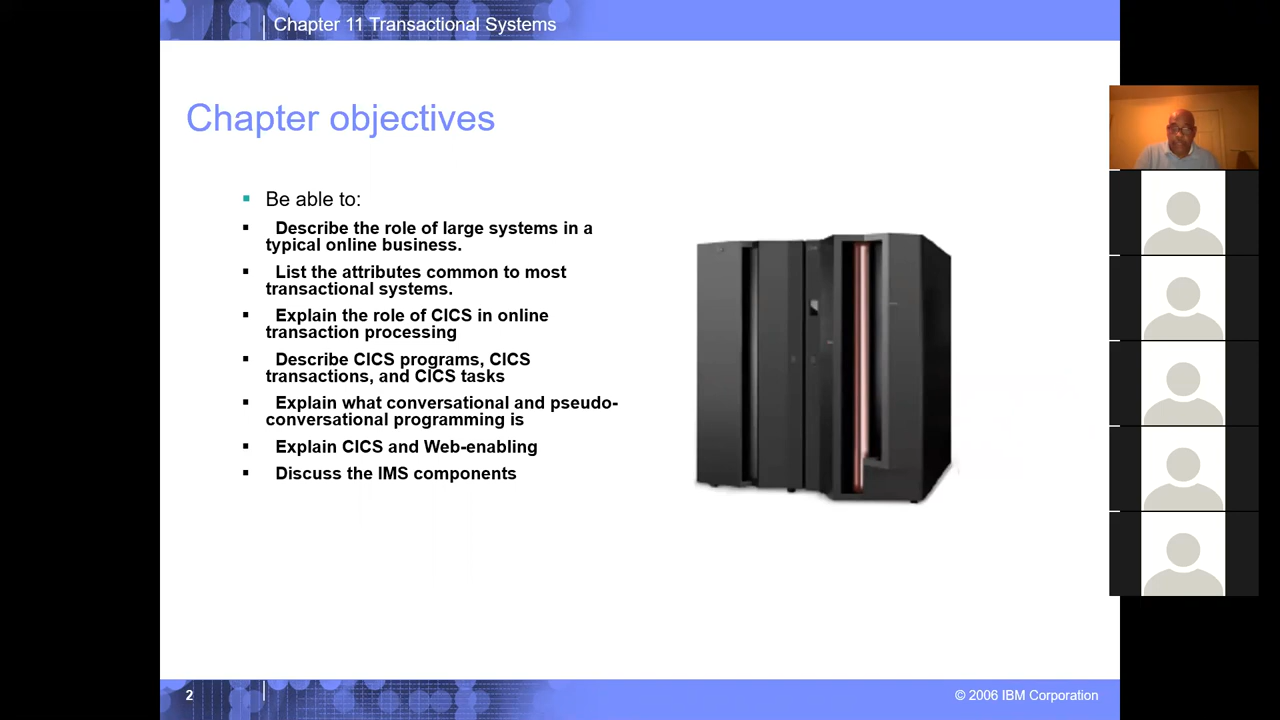 Chapter 11 Transactional Systems
Chapter objectives
▪ Be able to:
▪ Describe the role of large systems in a
typical online business.
▪ List the attributes common to most
transactional systems.
▪ Explain the role of CICS in online
transaction processing
▪ Describe CICS programs, CICS
transactions, and CICS tasks
▪ Explain what conversational and pseudo-
conversational programming is
▪ Explain CICS and Web-enabling
▪ Discuss the IMS components
2
© 2006 IBM Corporation